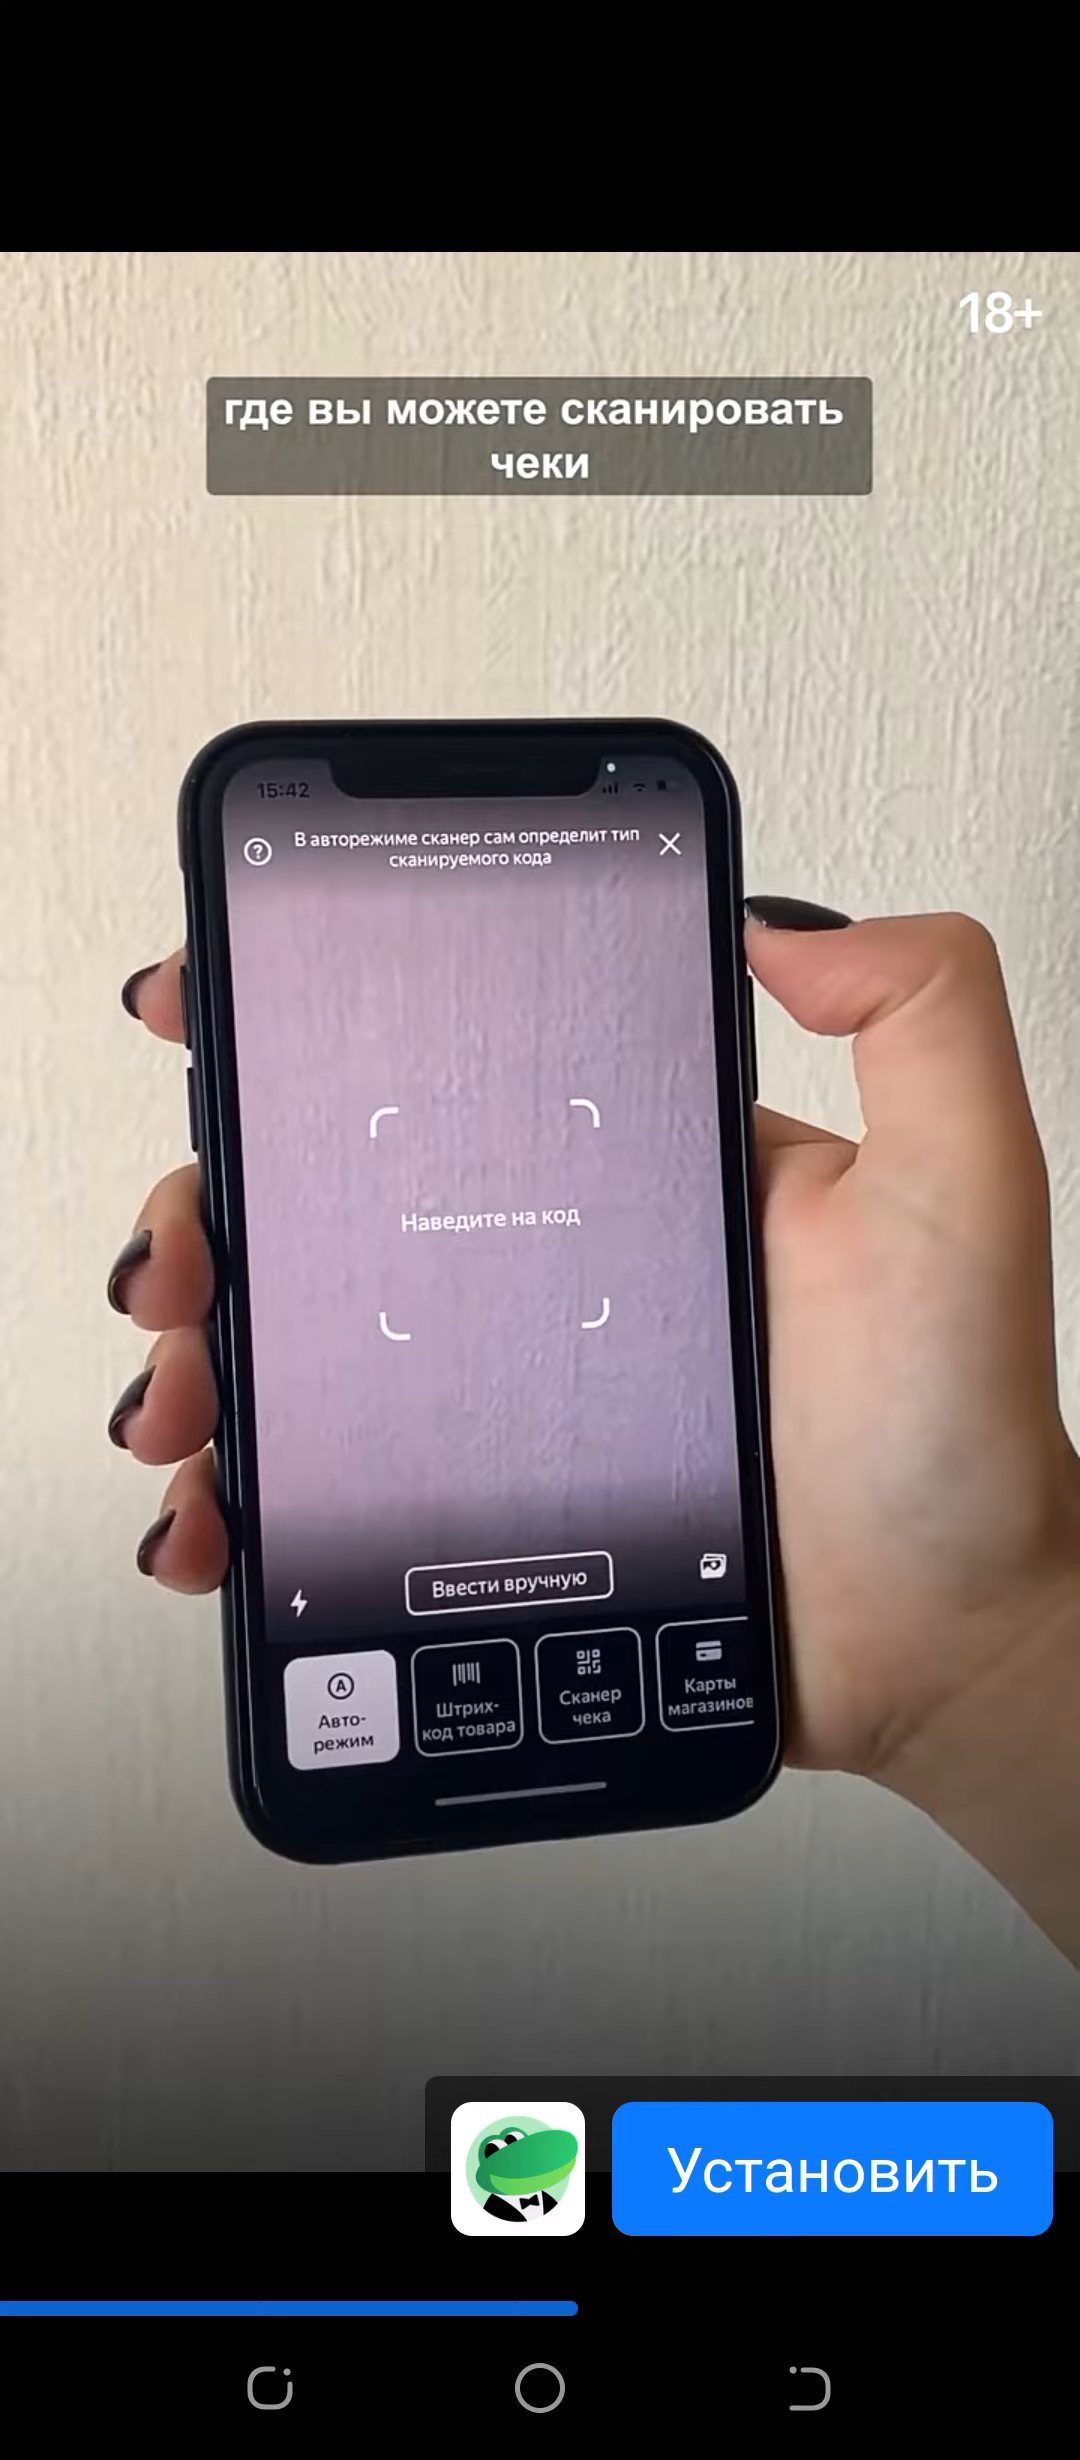 18+
где вы можете сканировать
чеки
15:42
В авторежиме сканер сам определит тип
сканируемого кода
Наведите на код
Ввести вручную
Авто-
режим
Штрих-
код товара
Сканер
чека
Карты
магазинов
Установить